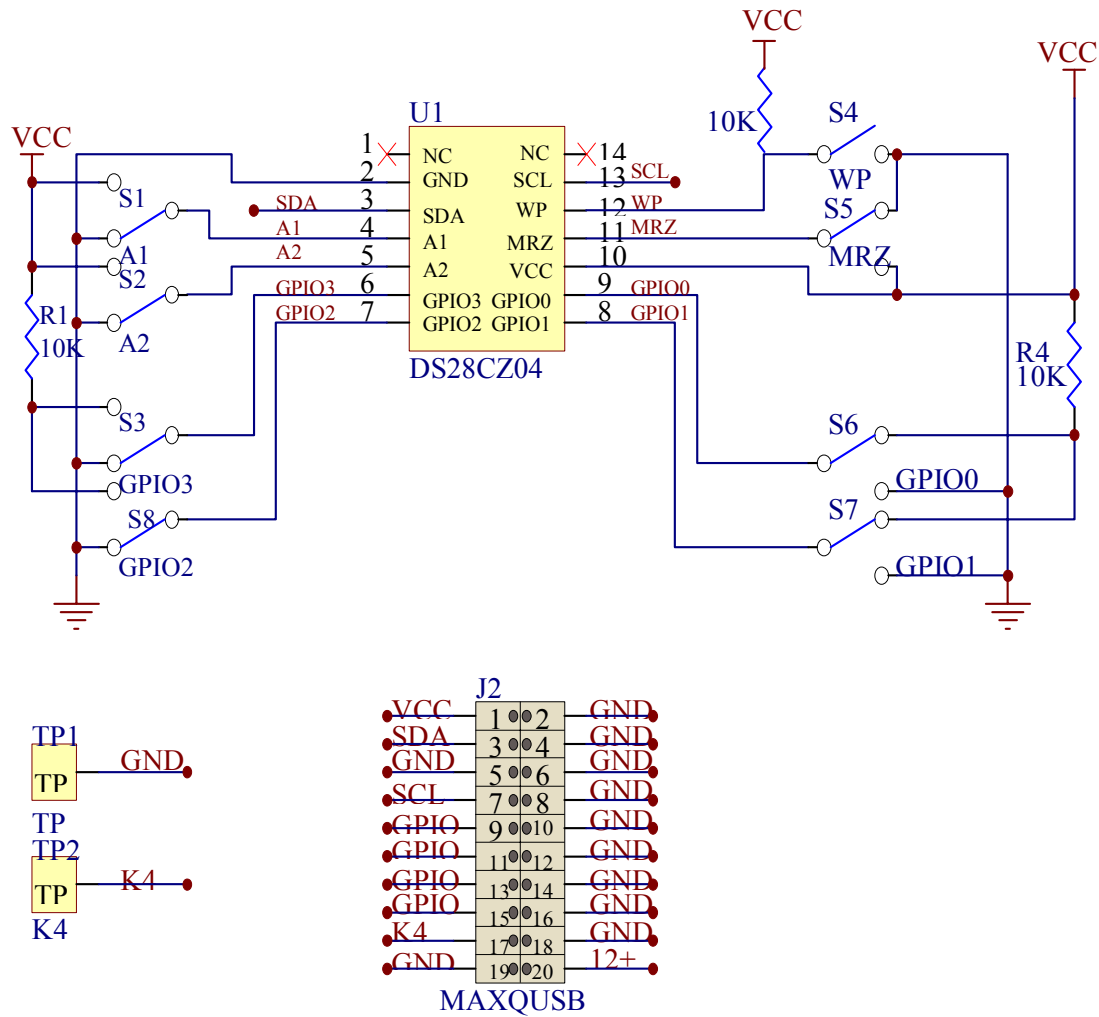 VCC
VCC
VCC
U1
10K
S4
1
NC
NC
14
2
GND
SCL
13
SCL
WP
S1
SDA
3
SDA
WP
12
WP
S5
A1
4
A1
MRZ
11
MRZ
A1
MRZ
S2
A2
5
A2
VCC
10
GPIO3
6
GPIO3
GPIO0
9
GPIO0
R1
10K
GPIO2
7
GPIO2
GPIO1
8
GPIO1
A2
DS28CZ04
R4
10K
S3
S6
GPIO3
GPIO0
S8
S7
GPIO2
GPIO1
J2
VCC
1
2
GND
TP1
SDA
3
4
GND
GND
GND
5
6
GND
TP
SCL
7
8
GND
TP
GPIO
9
10
GND
TP2
GPIO
11
12
GND
K4
TP
GPIO
13
14
GND
GPIO
15
16
GND
K4
K4
17
18
GND
GND
19
20
12+
MAXQUSB